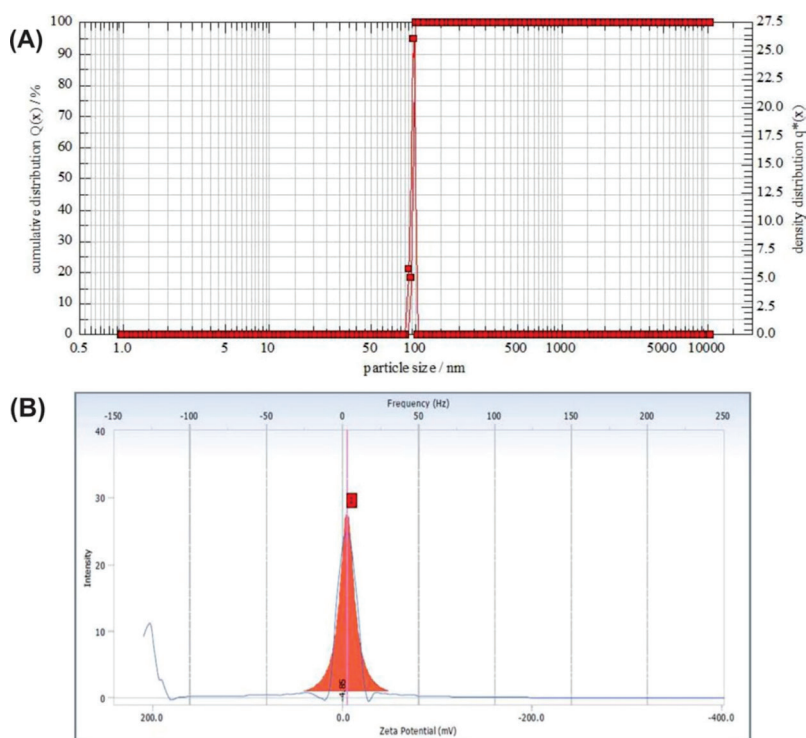 (A)
cumulative distribution Q(x) / %
100
90
80
70
60
50
40
30
20
10
0
27.5
25.0
22.5
20.0
17.5
15.0
12.5
10.0
7.5
5.0
2.5
0.0
density distribution q*(x)
0.5 1.0 5 10 50 100 500 1000 5000 10000
particle size / nm
(B)
Frequency (Hz)
-150 -100 -50 0 50 100 150 200 250
Intensity
40
30
20
10
0
-4.85
200.0 0.0 -200.0 -400.0
Zeta Potential (mV)